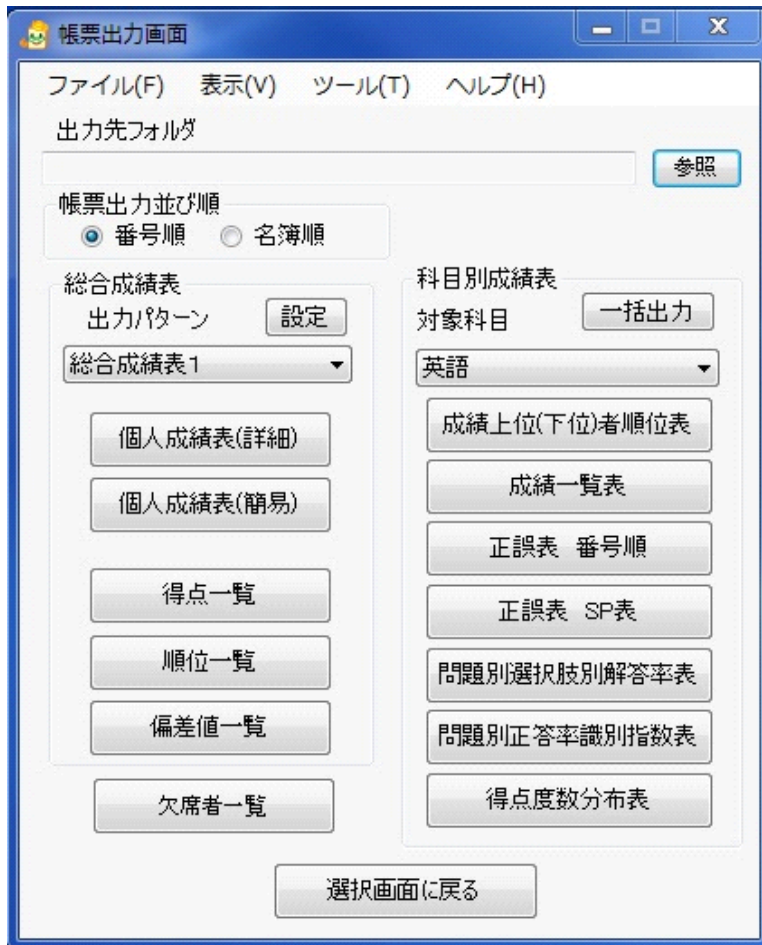 帳票出力画面
ファイル(F) 表示(V) ツール(T) ヘルプ(H)
出力先フォルダ
参照
帳票出力並び順
番号順 名簿順
総合成績表
出力パターン 設定
総合成績表1
個人成績表(詳細)
個人成績表(簡易)
得点一覧
順位一覧
偏差値一覧
欠席者一覧
科目別成績表
対象科目 一括出力
英語
成績上位(下位)者順位表
成績一覧表
正誤表 番号順
正誤表 SP表
問題別選択肢別解答率表
問題別正答率識別指数表
得点度数分布表
選択画面に戻る